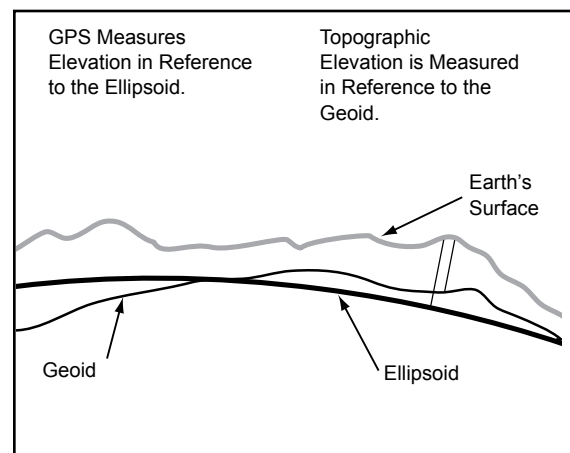 GPS Measures
Elevation in Reference
to the Ellipsoid.
Topographic
Elevation is Measured
in Reference to the
Geoid.
Earth's
Surface
Geoid
Ellipsoid